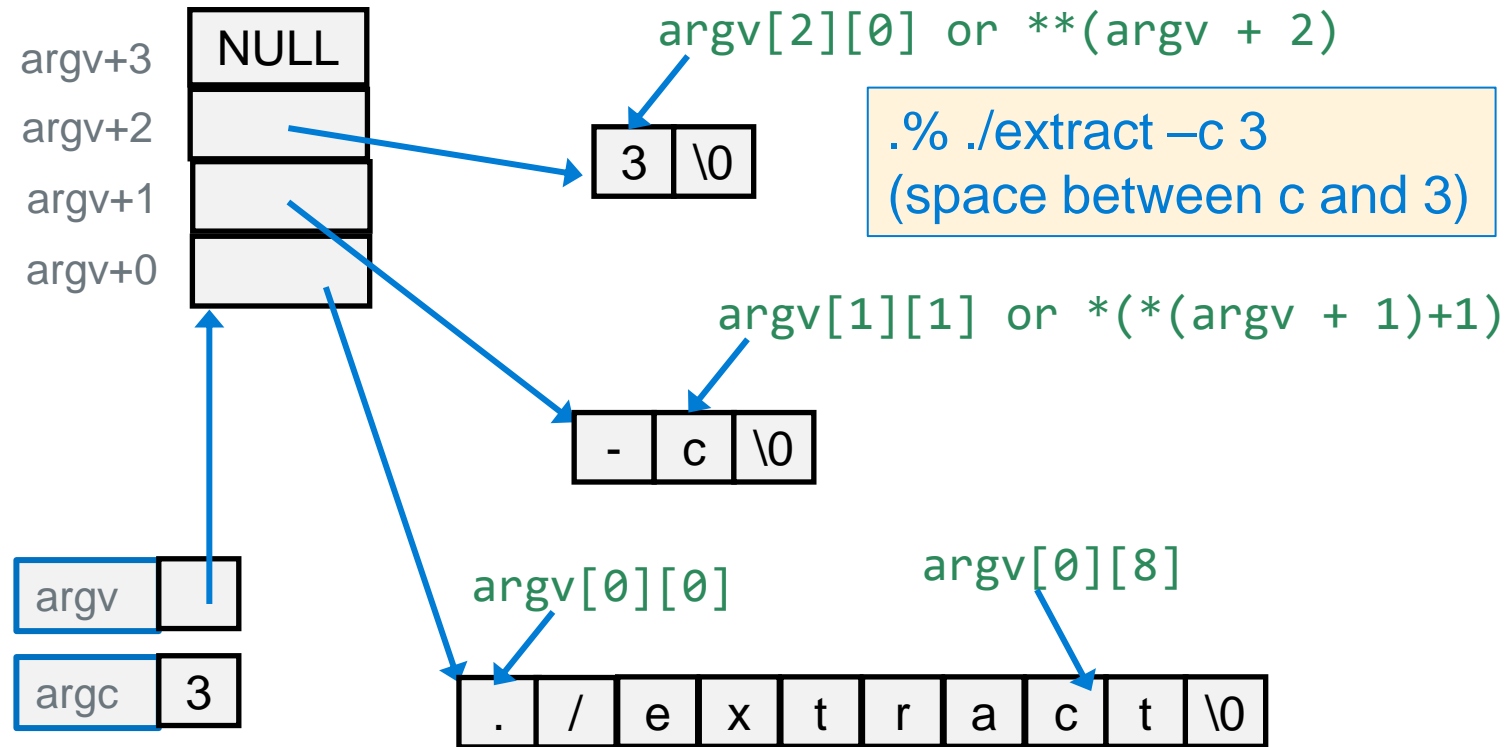 argv[2][0] or **(argv + 2)
argv+3 NULL
argv+2
argv+1
argv+0
3 \0
.% ./extract –c 3
(space between c and 3)
argv[1][1] or *(*(argv + 1)+1)
- c \0
argv[0][0]
argv[0][8]
argv
argc 3
. / e x t r a c t \0